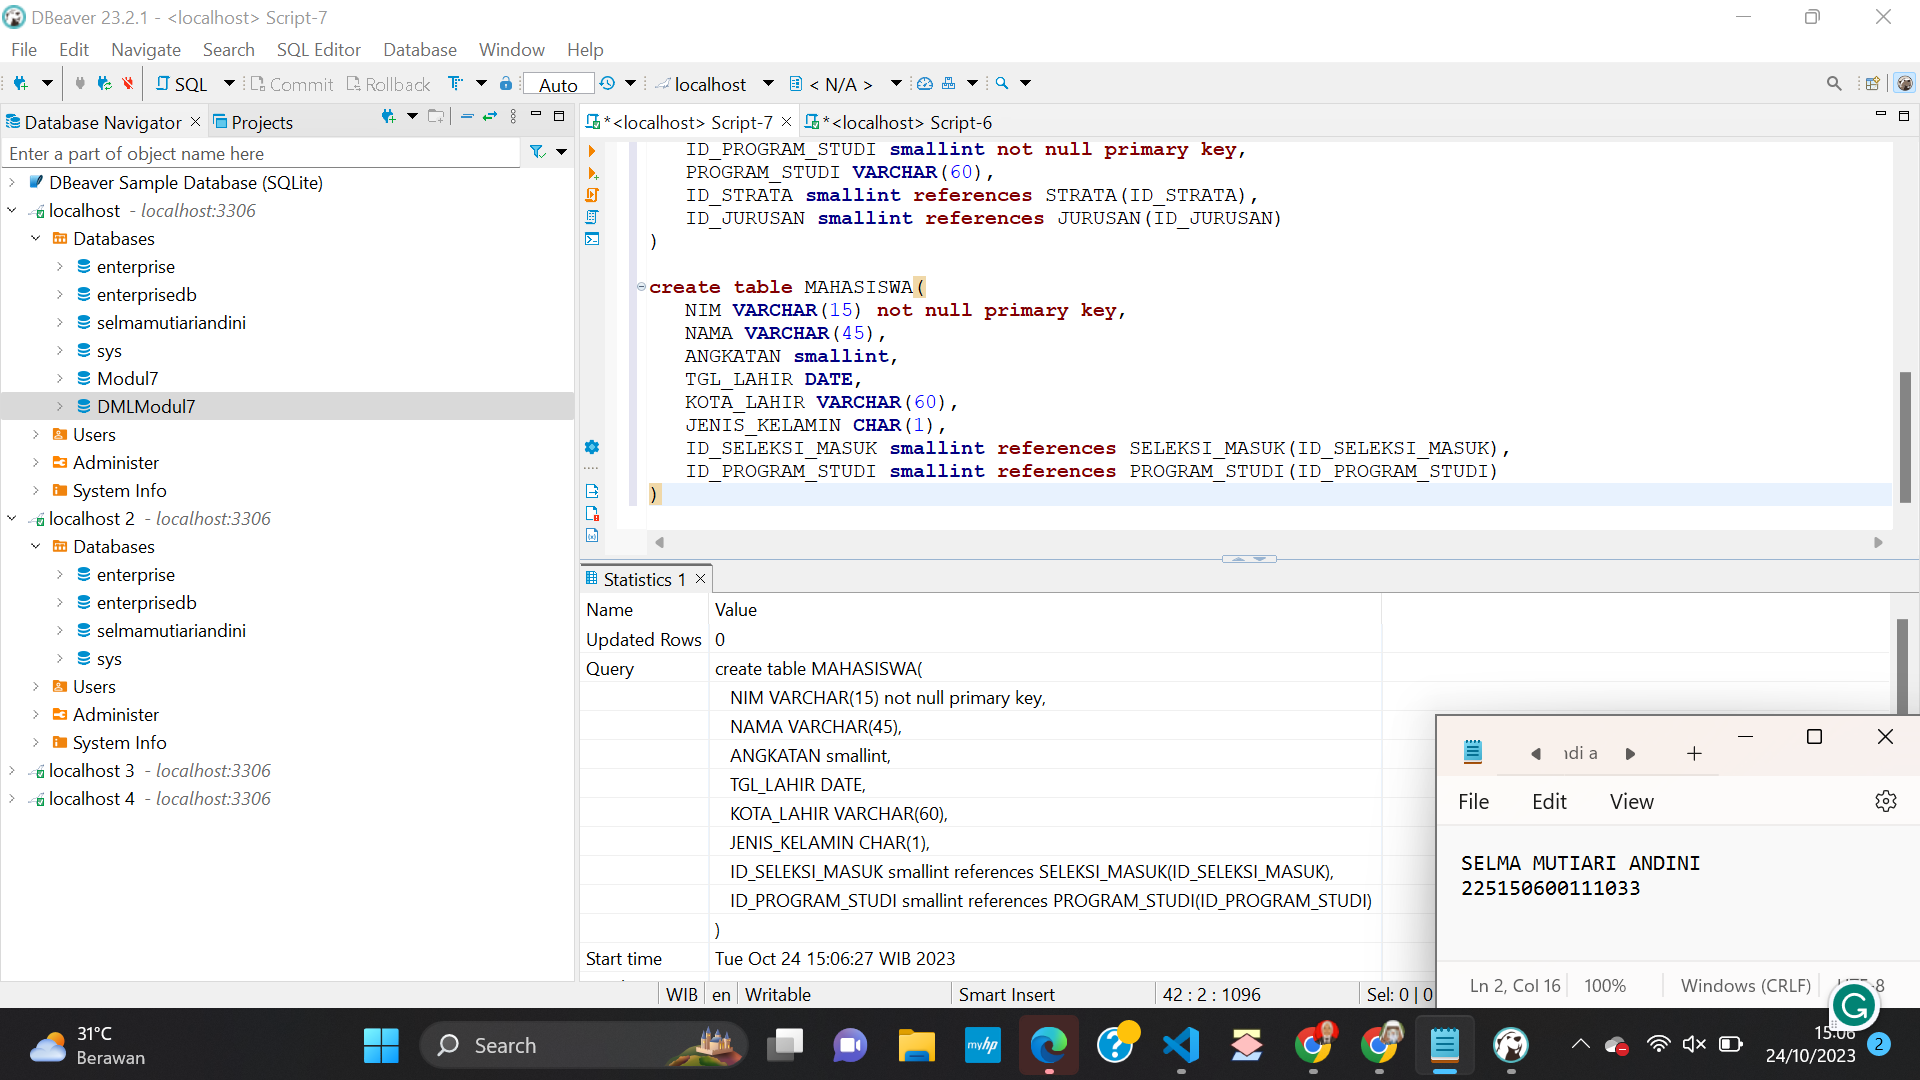 DBeaver 23.2.1 - <localhost> Script-7
File Edit Navigate Search SQL Editor Database Window Help
SQL Commit Rollback Auto localhost < N/A >
Database Navigator Projects
Enter a part of object name here
DBeaver Sample Database (SQLite)
localhost - localhost:3306
Databases
enterprise
enterprisedb
selmamutiariandini
sys
Modul7
DMLModul7
Users
Administer
System Info
localhost 2 - localhost:3306
Databases
enterprise
enterprisedb
selmamutiariandini
sys
Users
Administer
System Info
localhost 3 - localhost:3306
localhost 4 - localhost:3306
*<localhost> Script-7 *<localhost> Script-6
ID_PROGRAM_STUDI smallint not null primary key,
PROGRAM_STUDI VARCHAR(60),
ID_STRATA smallint references STRATA(ID_STRATA),
ID_JURUSAN smallint references JURUSAN(ID_JURUSAN)
)
create table MAHASISWA(
NIM VARCHAR(15) not null primary key,
NAMA VARCHAR(45),
ANGKATAN smallint,
TGL_LAHIR DATE,
KOTA_LAHIR VARCHAR(60),
JENIS_KELAMIN CHAR(1),
ID_SELEKSI_MASUK smallint references SELEKSI_MASUK(ID_SELEKSI_MASUK),
ID_PROGRAM_STUDI smallint references PROGRAM_STUDI(ID_PROGRAM_STUDI)
)
Statistics 1
Name Value
Updated Rows 0
Query create table MAHASISWA(
NIM VARCHAR(15) not null primary key,
NAMA VARCHAR(45),
ANGKATAN smallint,
TGL_LAHIR DATE,
KOTA_LAHIR VARCHAR(60),
JENIS_KELAMIN CHAR(1),
ID_SELEKSI_MASUK smallint references SELEKSI_MASUK(ID_SELEKSI_MASUK),
ID_PROGRAM_STUDI smallint references PROGRAM_STUDI(ID_PROGRAM_STUDI)
)
Start time Tue Oct 24 15:06:27 WIB 2023
WIB en Writable Smart Insert 42 : 2 : 1096 Sel: 0 | 0
ndi a
File Edit View
SELMA MUTIARI ANDINI
225150600111033
Ln 2, Col 16 100% Windows (CRLF) UTF-8
31°C
Berawan
Search
myhp
15:06
24/10/2023
2